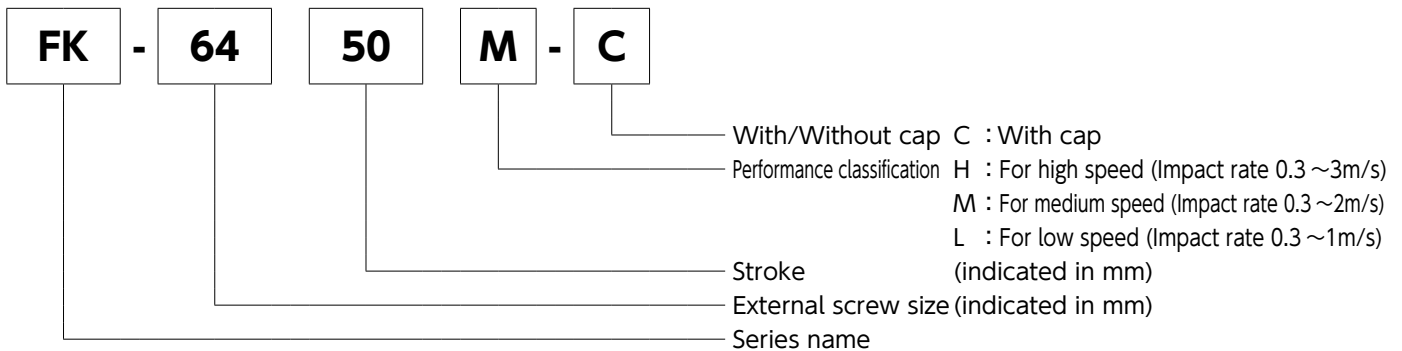 FK - 64 50 M - C
With/Without cap C ：With cap
Performance classification H ：For high speed (Impact rate 0.3～3m/s)
M：For medium speed (Impact rate 0.3～2m/s)
L ：For low speed (Impact rate 0.3～1m/s)
Stroke (indicated in mm)
External screw size (indicated in mm)
Series name